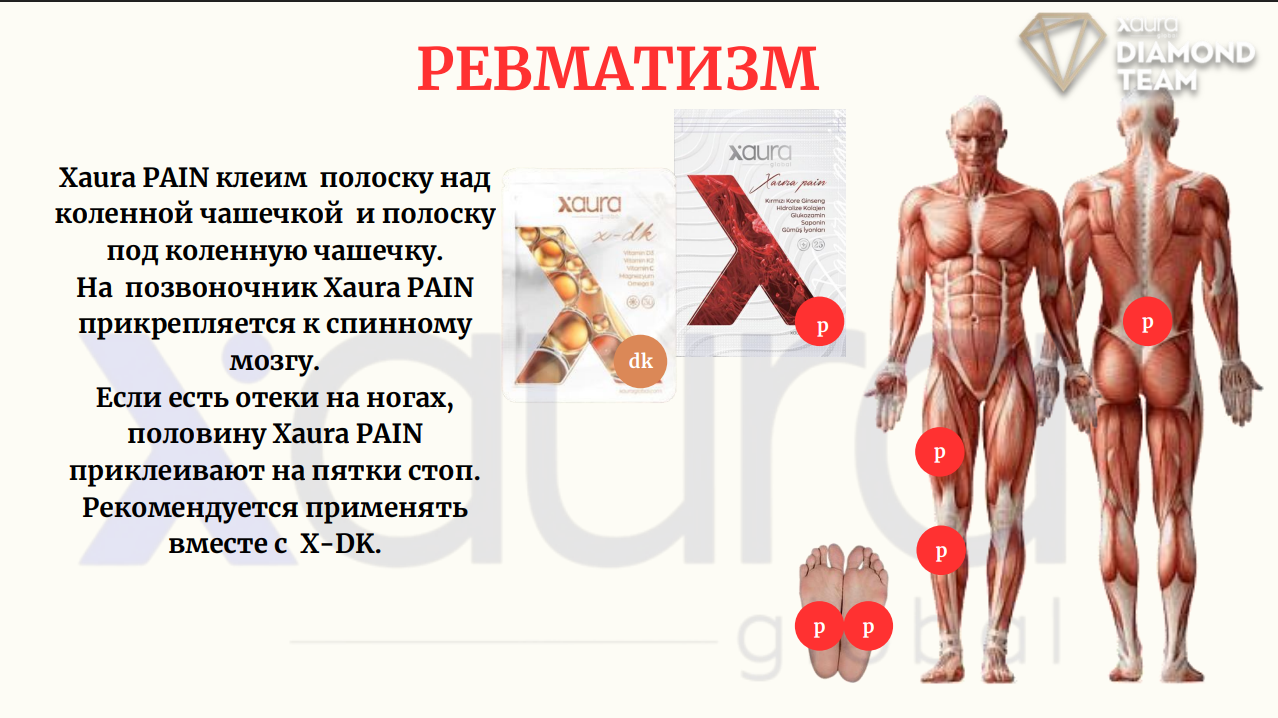 РЕВМАТИЗМ
xaura
DIAMOND
TEAM
Xaura PAIN клеим полоску над
коленной чашечкой и полоску
под коленную чашечку.
На позвоночник Xaura PAIN
прикрепляется к спинному
мозгу.
Если есть отеки на ногах,
половину Xaura PAIN
приклеивают на пятки стоп.
Рекомендуется применять
вместе с X-DK.
xaura
global
x-dk
Vitamin D3
Vitamin K2
Vitamin C
Magnezyum
Omega 3
dk
xaura
global
Xaura pain
Kırmızı Kore Ginseng
Hidrolize Kolajen
Glukozamin
Saponin
Gümüş İyonları
p
p
p
p
p
p
xaura
global